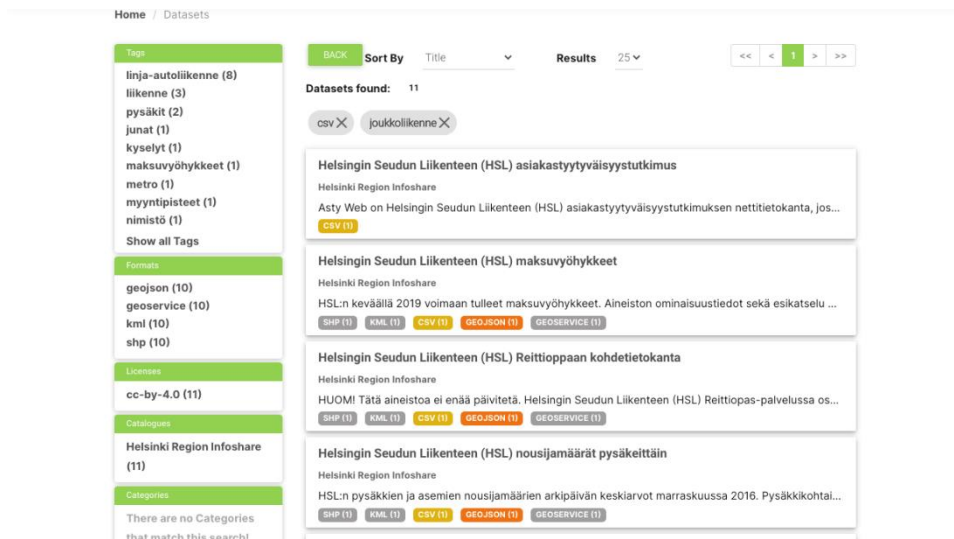 Home / Datasets
Tags
linja-autoliikenne (8)
liikenne (3)
pysäkit (2)
junat (1)
kyselyt (1)
maksuvyöhykkeet (1)
metro (1)
myyntipisteet (1)
nimistö (1)
Show all Tags
Formats
geojson (10)
geoservice (10)
kml (10)
shp (10)
Licenses
cc-by-4.0 (11)
Catalogues
Helsinki Region Infoshare
(11)
Categories
There are no Categories
that match this search!
BACK Sort By Title Results 25 << < 1 > >>
Datasets found: 11
csv joukkoliikenne
Helsingin Seudun Liikenteen (HSL) asiakastyytyväisyystutkimus
Helsinki Region Infoshare
Asty Web on Helsingin Seudun Liikenteen (HSL) asiakastyytyväisyystutkimuksen nettitietokanta, jos...
CSV (1)
Helsingin Seudun Liikenteen (HSL) maksuvyöhykkeet
Helsinki Region Infoshare
HSL:n keväällä 2019 voimaan tulleet maksuvyöhykkeet. Aineiston ominaisuustiedot sekä esikatselu ...
SHP (1) KML (1) CSV (1) GEOJSON (1) GEOSERVICE (1)
Helsingin Seudun Liikenteen (HSL) Reittioppaan kohdetietokanta
Helsinki Region Infoshare
HUOM! Tätä aineistoa ei enää päivitetä. Helsingin Seudun Liikenteen (HSL) Reittiopas-palvelussa os...
SHP (1) KML (1) CSV (1) GEOJSON (1) GEOSERVICE (1)
Helsingin Seudun Liikenteen (HSL) nousijamäärät pysäkeittäin
Helsinki Region Infoshare
HSL:n pysäkkien ja asemien nousijamäärien arkipäivän keskiarvot marraskuussa 2016. Pysäkkikohtai...
SHP (1) KML (1) CSV (1) GEOJSON (1) GEOSERVICE (1)